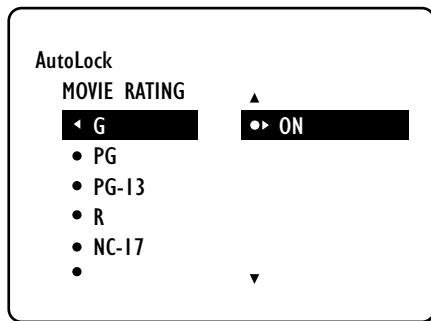 AutoLock
MOVIE RATING
G ON
PG
PG-13
R
NC-17